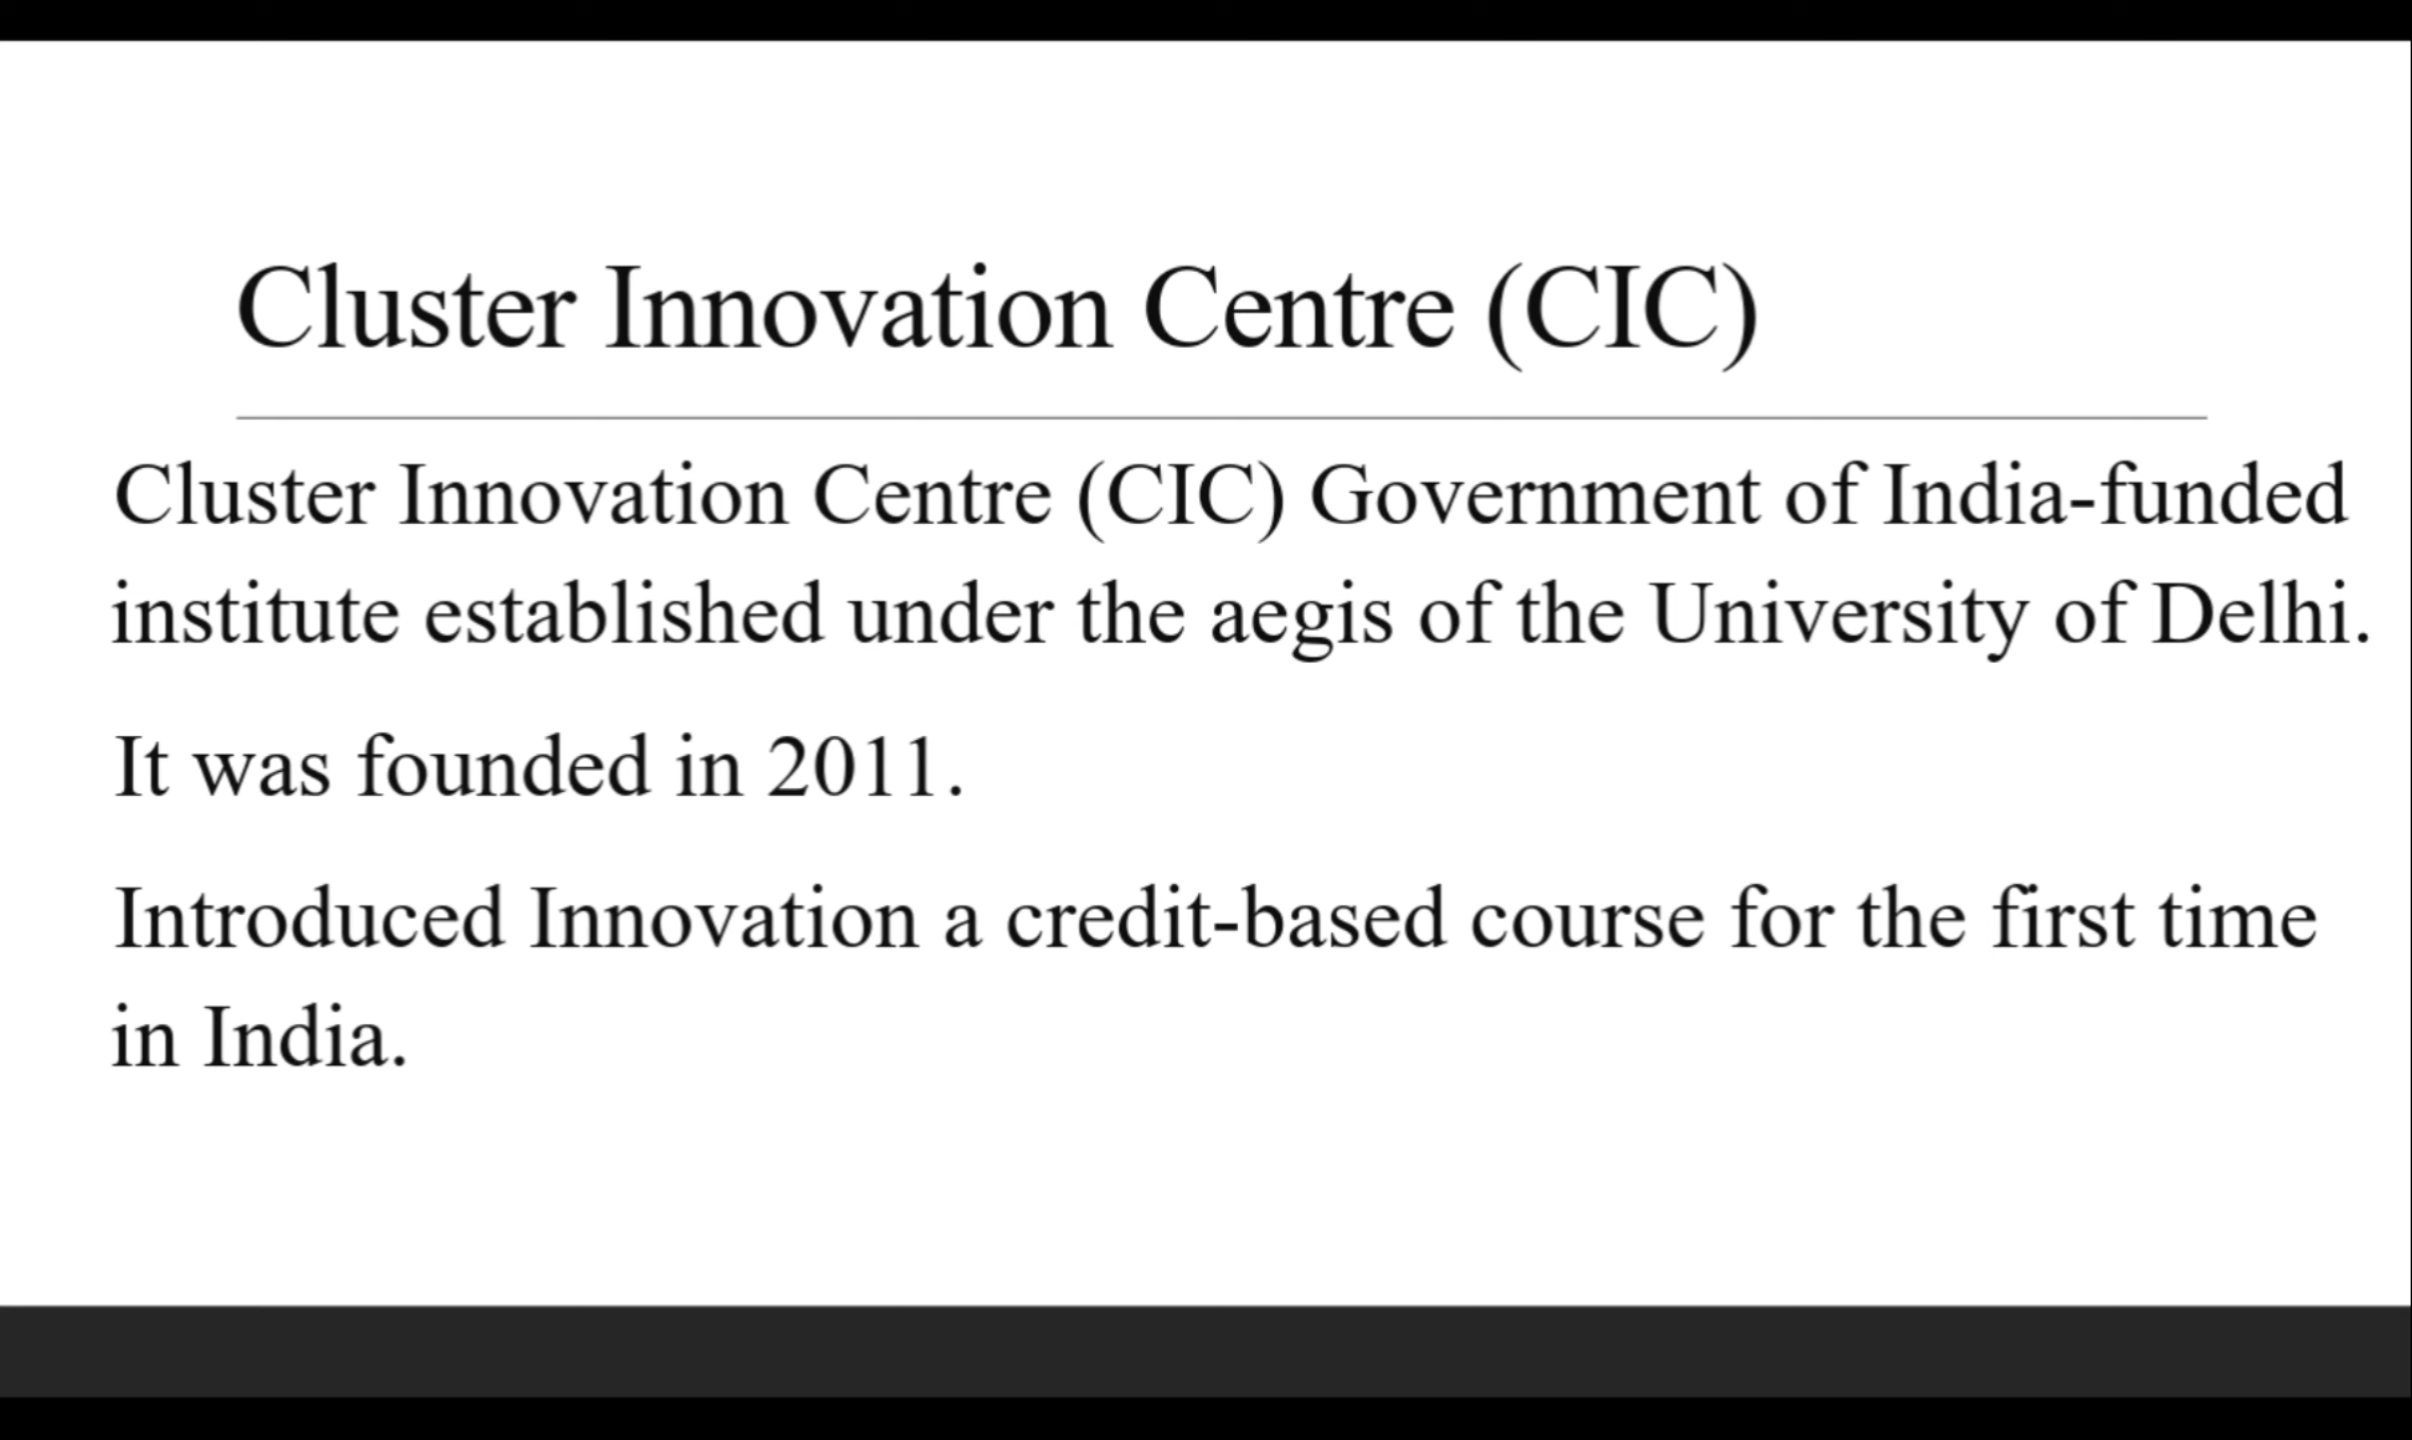 Cluster Innovation Centre (CIC)
Cluster Innovation Centre (CIC) Government of India-funded
institute established under the aegis of the University of Delhi.
It was founded in 2011.
Introduced Innovation a credit-based course for the first time
in India.